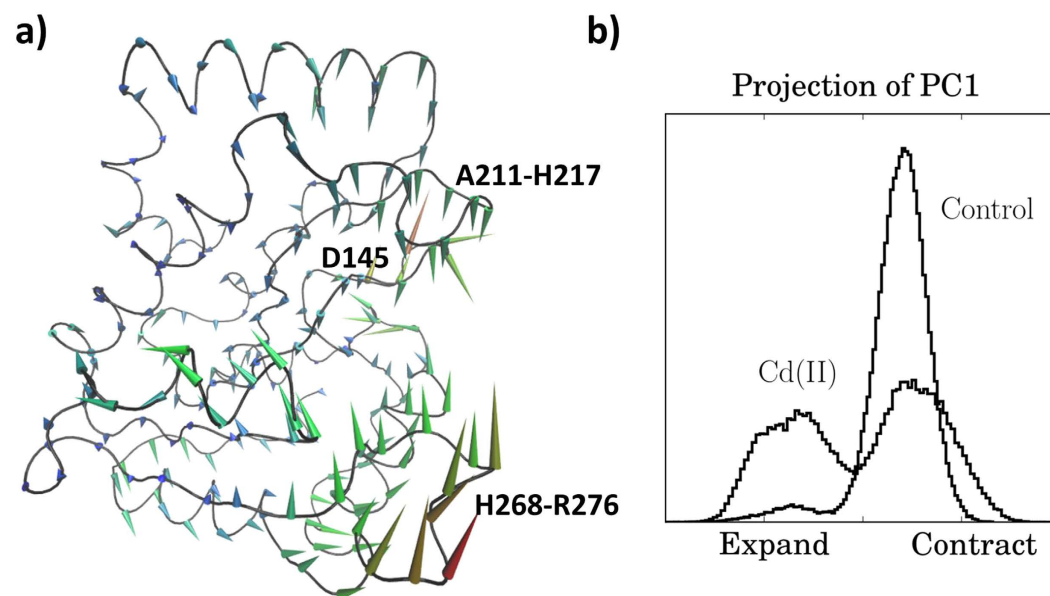 a)
A211-H217
D145
H268-R276
b)
Projection of PC1
Control
Cd(II)
Expand
Contract